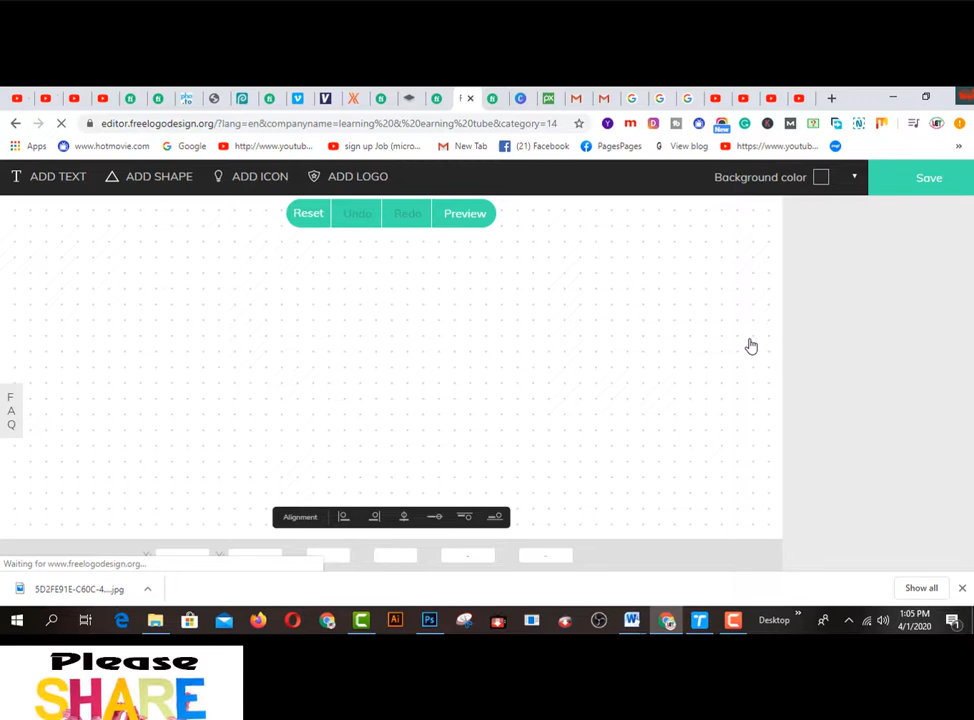 editor.freelogodesign.org/?lang=en&companyname=learning%20&%20earning%20tube&category=14
Apps www.hotmovie.com Google http://www.youtub... sign up Job (micro... New Tab (21) Facebook PagesPages View blog https://www.youtub... »
ADD TEXT ADD SHAPE ADD ICON ADD LOGO Background color Save
Reset Undo Redo Preview
F
A
Q
Alignment
Waiting for www.freelogodesign.org...
5D2FE91E-C60C-4....jpg Show all
Desktop »
1:05 PM
4/1/2020
Please
SHARE